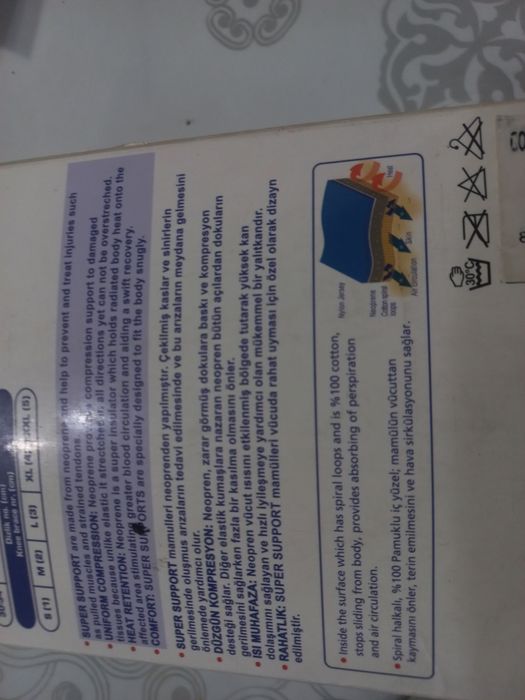 Dizlik no. (cm)
Knee brace nr. (cm)
S (1) M (2) L (3) XL (4) XXL (5)
• SUPER SUPPORT are made from neoprene and help to prevent and treat injuries such
as pulled muscles and strained tendons.
• UNIFORM COMPRESSION: Neoprene compression support to damaged
tissues because unlike elastic it stretches all directions yet can not be overstreched.
• HEAT RETENTION: Neoprene is a super insulator which holds radiated body heat onto the
affected area stimulating greater blood circulation and aiding a swift recovery.
• COMFORT: SUPER SUPPORTS are specially designed to fit the body snugly.
• SUPER SUPPORT mamulleri neoprenden yapılmıştır. Çekilmiş kaslar ve sinirlerin
gerilmesinde oluşmuş arızaların tedavi edilmesinde ve bu arızaların meydana gelmesini
önlemede yardımcı olur.
• DÜZGÜN KOMPRESYON: Neopren, zarar görmüş dokulara baskı ve kompresyon
desteği sağlar. Diğer elastik kumaşlara nazaran neopren bütün açılardan dokuların
gerilmesini sağlarken fazla bir kasılma olmasını önler.
• ISI MUHAFAZA: Neopren vücut ısısını etkilenmiş bölgede tutarak yüksek kan
dolaşımını sağlayan ve hızlı iyileşmeye yardımcı olan mükemmel bir yalıtkandır.
• RAHATLIK: SUPER SUPPORT mamülleri vücuda rahat uyması için özel olarak dizayn
edilmiştir.
• Inside the surface which has spiral loops and is %100 cotton,
stops sliding from body, provides absorbing of perspiration
and air circulation.
• Spiral halkalı, %100 Pamuklu iç yüzel; mamülün vücuttan
kaymasını önler, terin emilmesini ve hava sirkülasyonunu sağlar.
Nylon Jersey
Neoprene
Cotton spiral
loops
Air circulation
Skin
Heat
30°C